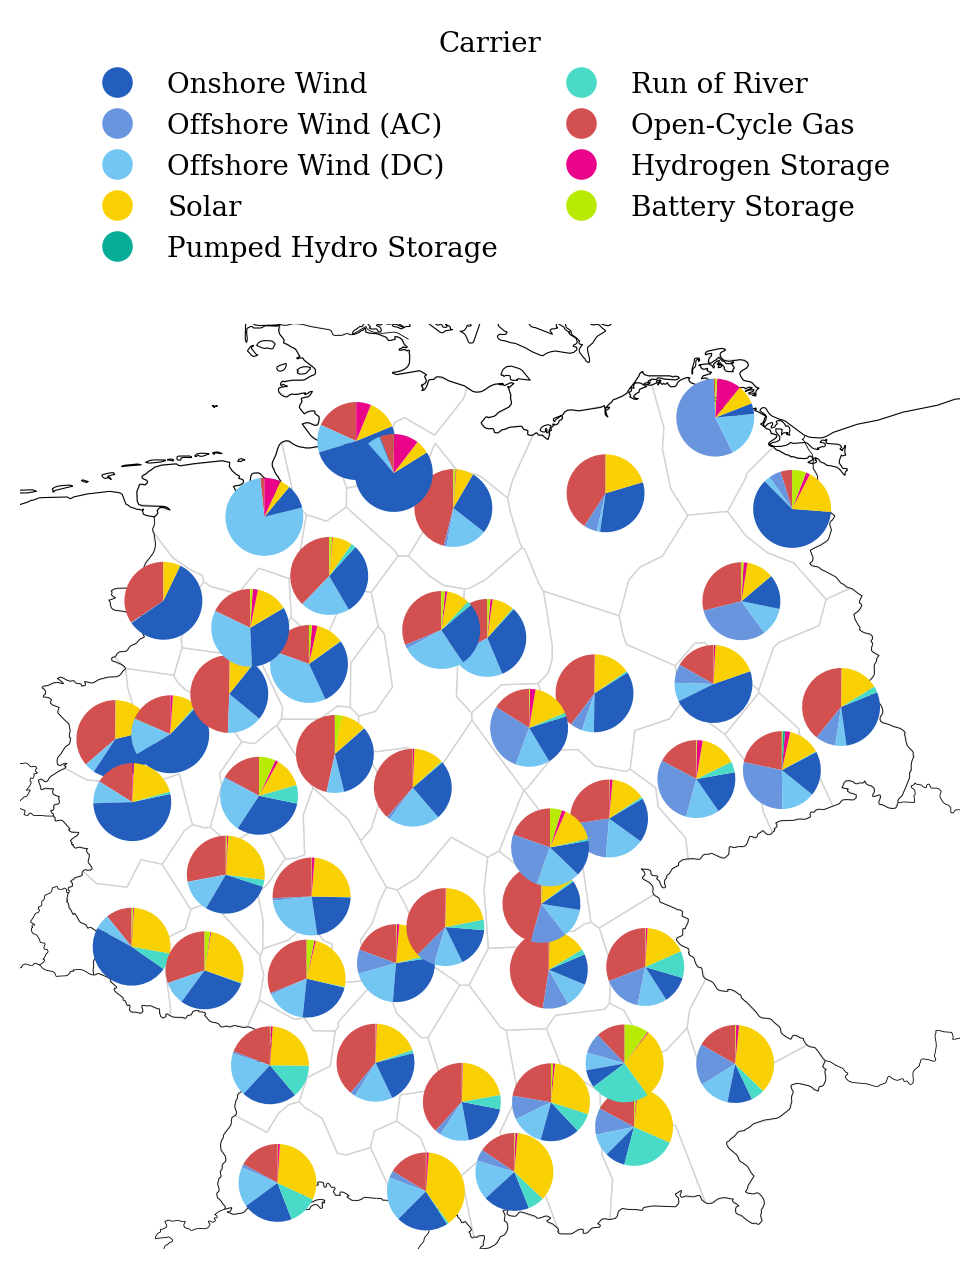 Carrier
Onshore Wind
Offshore Wind (AC)
Offshore Wind (DC)
Solar
Pumped Hydro Storage
Run of River
Open-Cycle Gas
Hydrogen Storage
Battery Storage